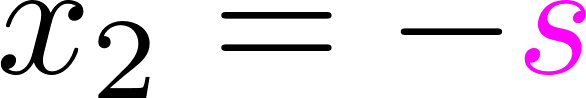 x₂ = −s